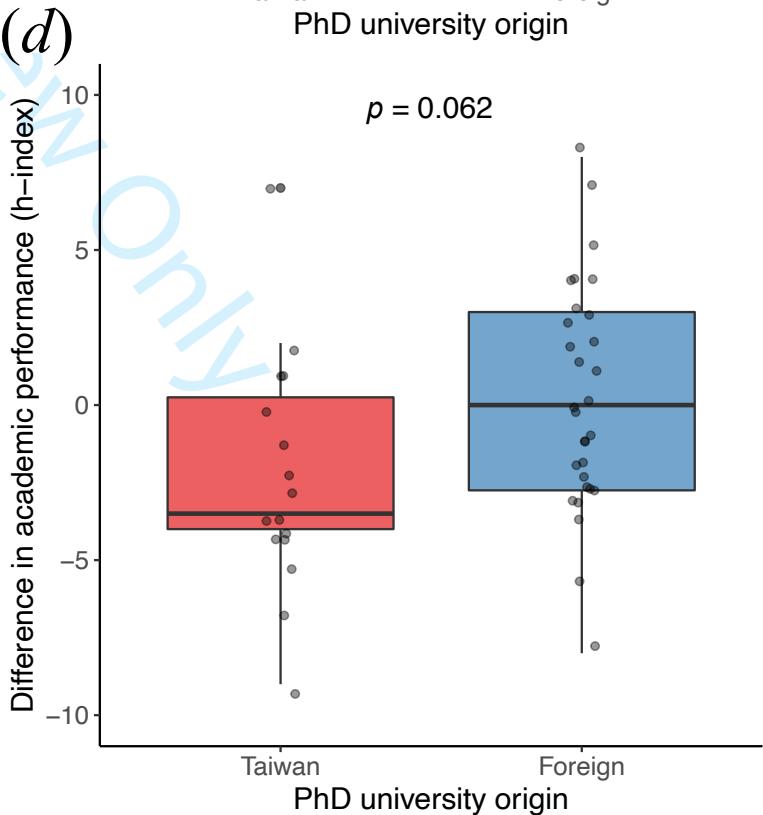 PhD university origin
(d)
Difference in academic performance (h−index)
p = 0.062
10
5
0
−5
−10
Taiwan
Foreign
PhD university origin
Only